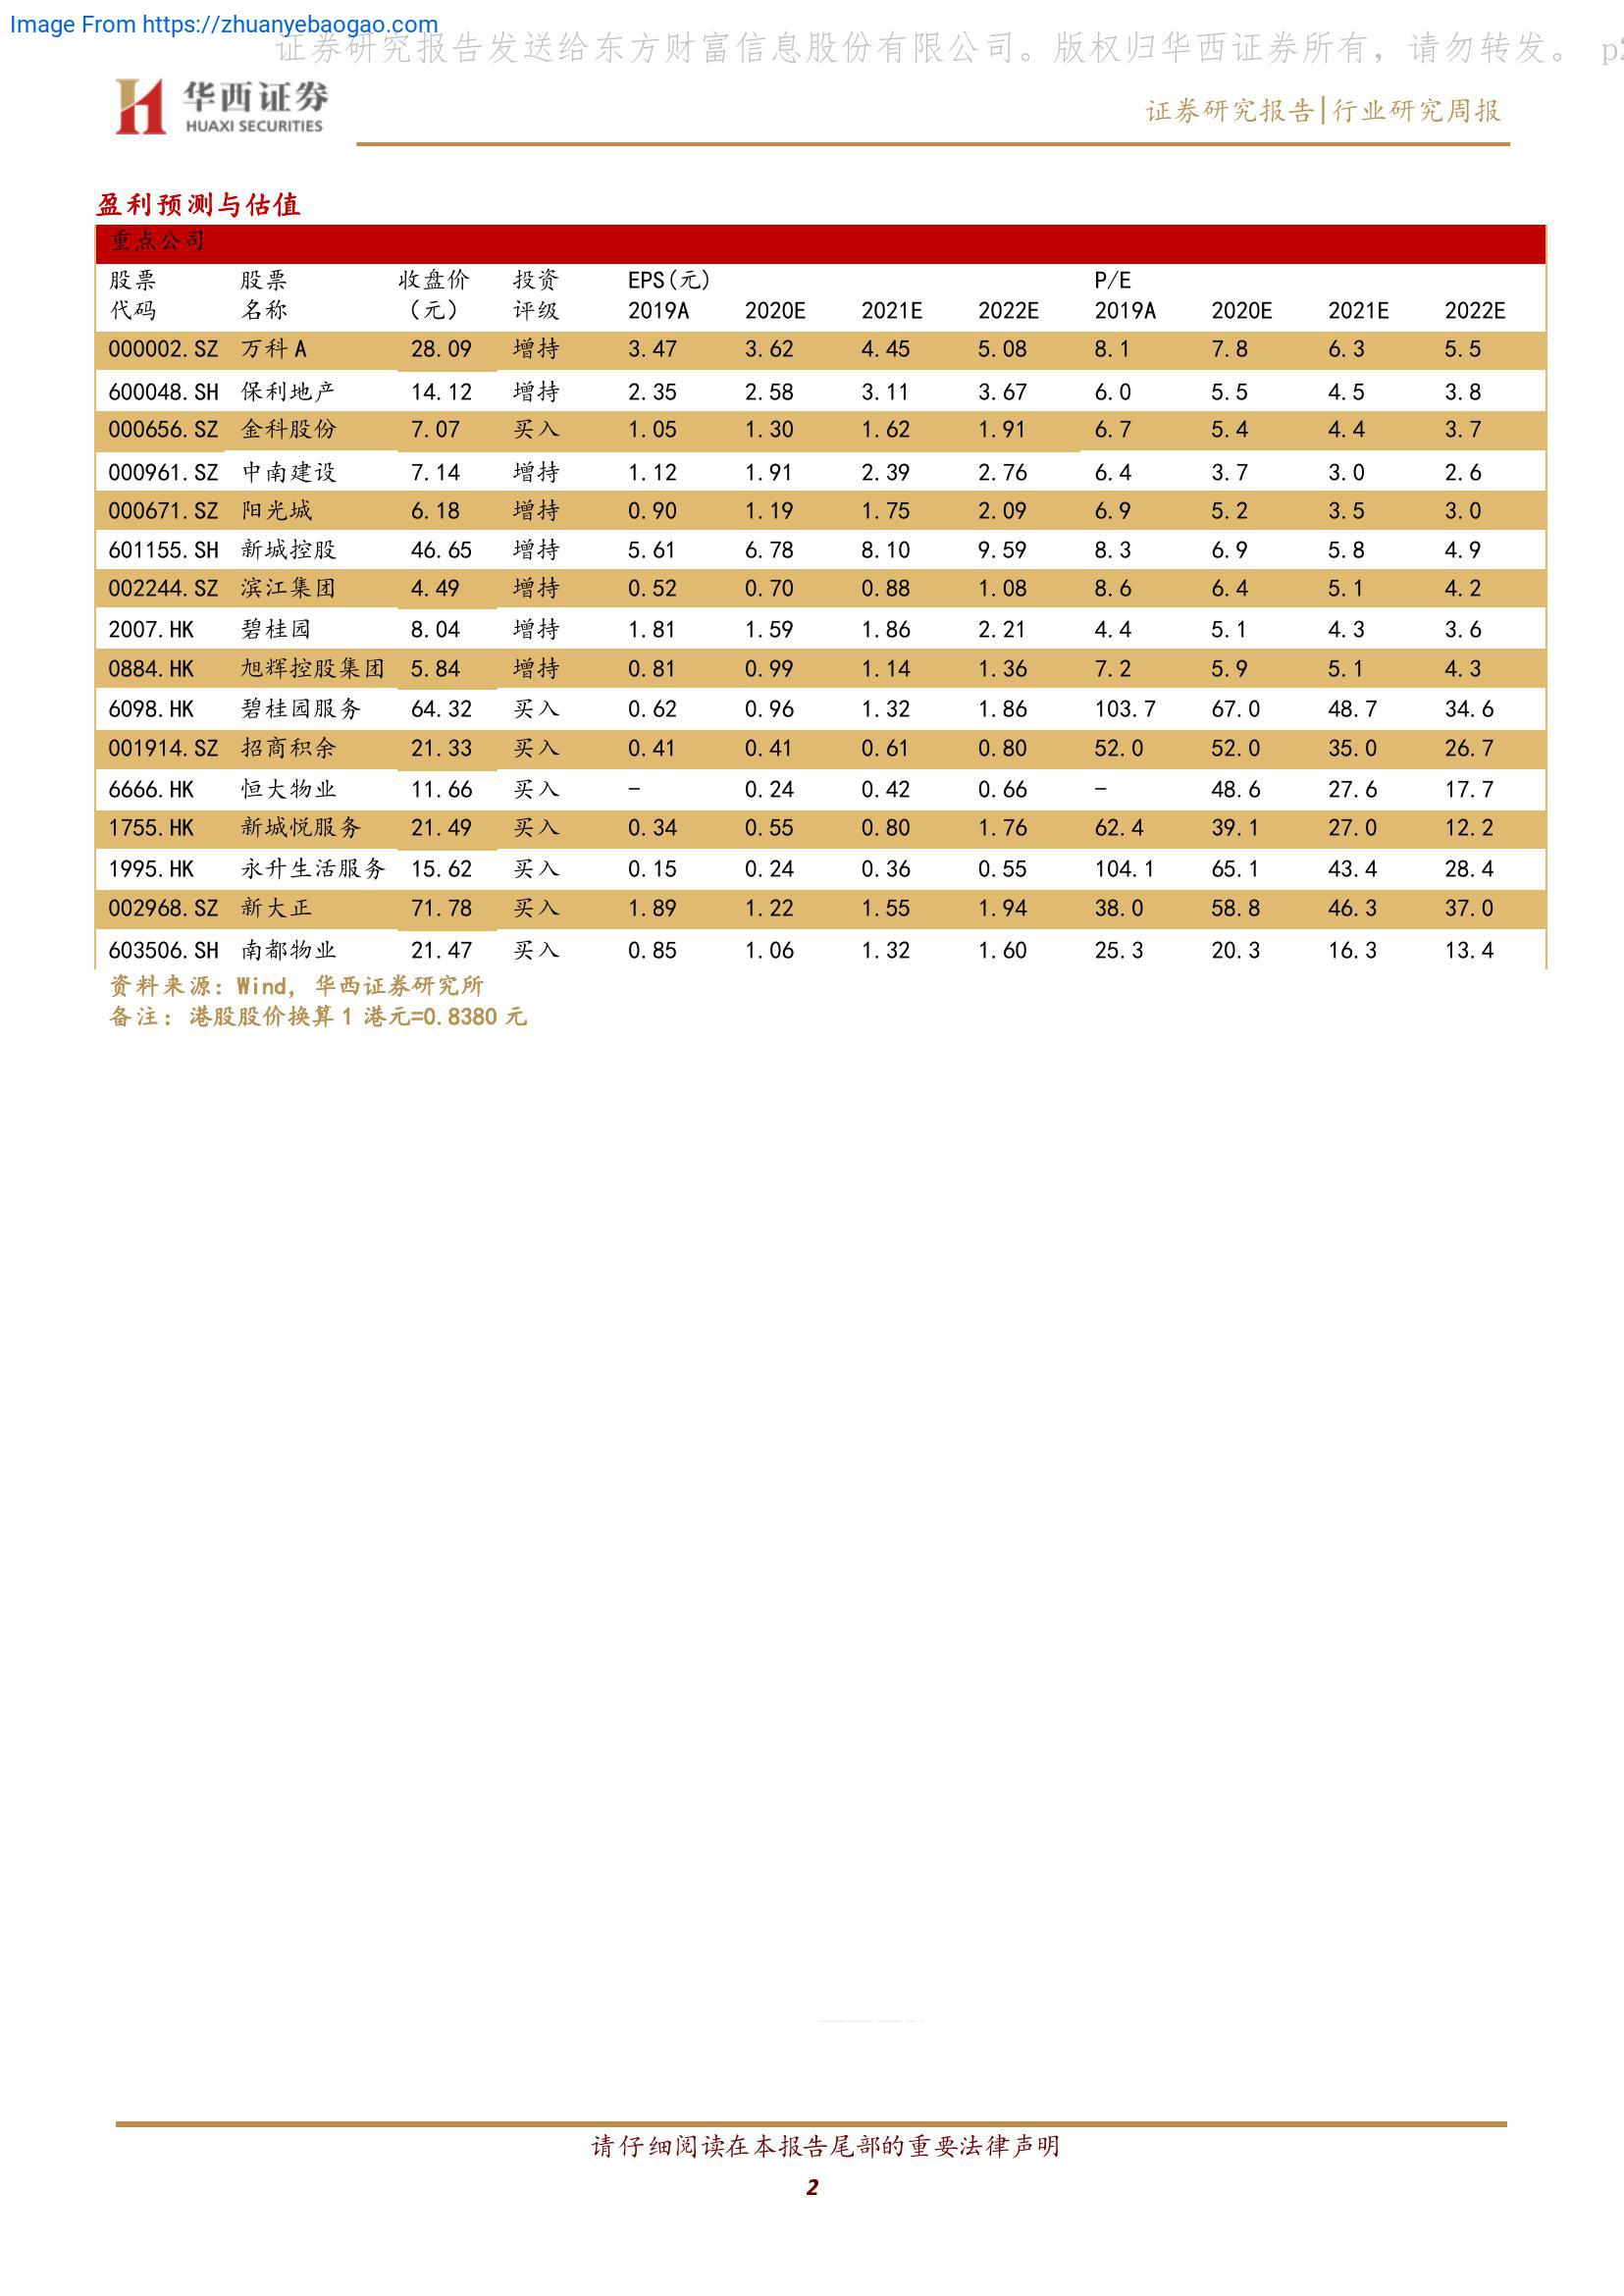 Image From https://zhuanyebaogao.com
证券研究报告发送给东方财富信息股份有限公司。版权归华西证券所有，请勿转发。 p2
华西证券
HUAXI SECURITIES
证券研究报告|行业研究周报
盈利预测与估值
重点公司
股票 股票 收盘价 投资 EPS(元) P/E
代码 名称 （元） 评级 2019A 2020E 2021E 2022E 2019A 2020E 2021E 2022E
000002.SZ 万科A 28.09 增持 3.47 3.62 4.45 5.08 8.1 7.8 6.3 5.5
600048.SH 保利地产 14.12 增持 2.35 2.58 3.11 3.67 6.0 5.5 4.5 3.8
000656.SZ 金科股份 7.07 买入 1.05 1.30 1.62 1.91 6.7 5.4 4.4 3.7
000961.SZ 中南建设 7.14 增持 1.12 1.91 2.39 2.76 6.4 3.7 3.0 2.6
000671.SZ 阳光城 6.18 增持 0.90 1.19 1.75 2.09 6.9 5.2 3.5 3.0
601155.SH 新城控股 46.65 增持 5.61 6.78 8.10 9.59 8.3 6.9 5.8 4.9
002244.SZ 滨江集团 4.49 增持 0.52 0.70 0.88 1.08 8.6 6.4 5.1 4.2
2007.HK 碧桂园 8.04 增持 1.81 1.59 1.86 2.21 4.4 5.1 4.3 3.6
0884.HK 旭辉控股集团 5.84 增持 0.81 0.99 1.14 1.36 7.2 5.9 5.1 4.3
6098.HK 碧桂园服务 64.32 买入 0.62 0.96 1.32 1.86 103.7 67.0 48.7 34.6
001914.SZ 招商积余 21.33 买入 0.41 0.41 0.61 0.80 52.0 52.0 35.0 26.7
6666.HK 恒大物业 11.66 买入 - 0.24 0.42 0.66 - 48.6 27.6 17.7
1755.HK 新城悦服务 21.49 买入 0.34 0.55 0.80 1.76 62.4 39.1 27.0 12.2
1995.HK 永升生活服务 15.62 买入 0.15 0.24 0.36 0.55 104.1 65.1 43.4 28.4
002968.SZ 新大正 71.78 买入 1.89 1.22 1.55 1.94 38.0 58.8 46.3 37.0
603506.SH 南都物业 21.47 买入 0.85 1.06 1.32 1.60 25.3 20.3 16.3 13.4
资料来源：Wind，华西证券研究所
备注：港股股价换算1 港元=0.8380 元
请仔细阅读在本报告尾部的重要法律声明
2